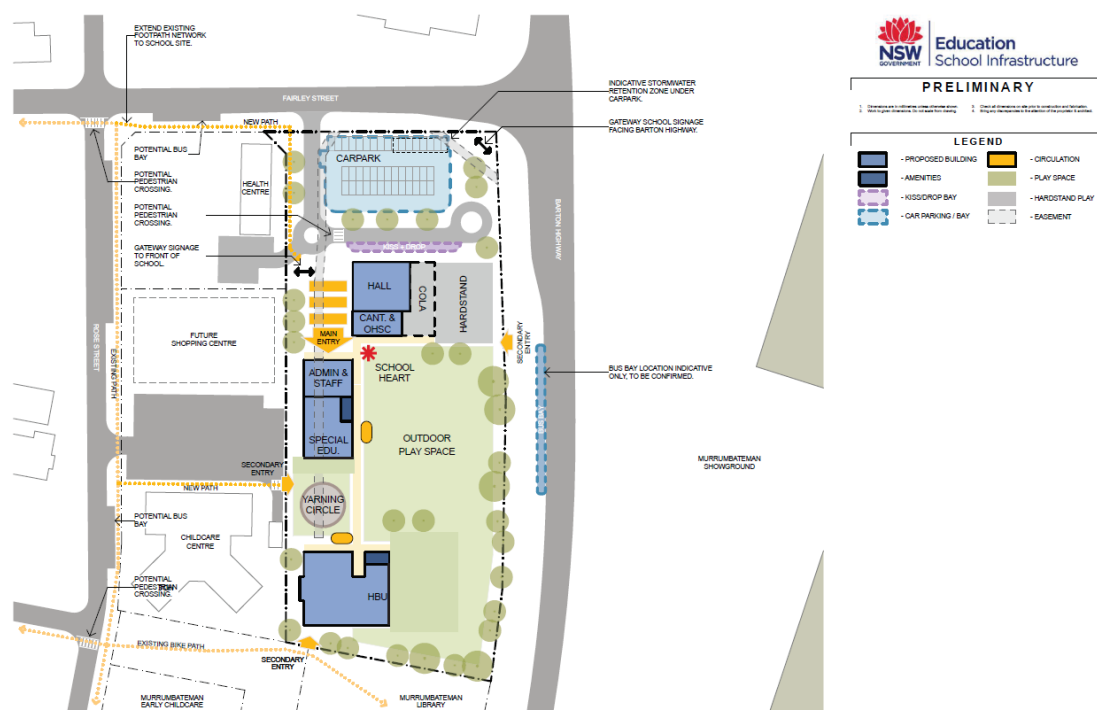 EXTEND EXISTING
FOOTPATH NETWORK
TO SCHOOL SITE.
FAIRLEY STREET
NEW PATH
INDICATIVE STORMWATER
RETENTION ZONE UNDER
CARPARK.
GATEWAY SCHOOL SIGNAGE
FACING BARTON HIGHWAY.
POTENTIAL BUS
BAY
POTENTIAL
PEDESTRIAN
CROSSING.
POTENTIAL
PEDESTRIAN
CROSSING.
GATEWAY SIGNAGE
TO FRONT OF
SCHOOL.
HEALTH
CENTRE
CARPARK
BARTON HIGHWAY
KISS + DROP
HALL
COLA
HARDSTAND
CANT. &
OHSC
MAIN
ENTRY
SECONDARY
ENTRY
FUTURE
SHOPPING CENTRE
ROSE STREET
EXISTING PATH
SCHOOL
HEART
ADMIN &
STAFF
SPECIAL
EDU.
OUTDOOR
PLAY SPACE
BUS BAY LOCATION INDICATIVE
ONLY, TO BE CONFIRMED.
BUS BAY
MURRUMBATEMAN
SHOWGROUND
SECONDARY
ENTRY
NEW PATH
YARNING
CIRCLE
POTENTIAL BUS
BAY
CHILDCARE
CENTRE
POTENTIAL
PEDESTRIAN
CROSSING.
HBU
EXISTING BIKE PATH
SECONDARY
ENTRY
MURRUMBATEMAN
EARLY CHILDCARE
MURRUMBATEMAN
LIBRARY
NSW
GOVERNMENT
Education
School Infrastructure
PRELIMINARY
LEGEND
- PROPOSED BUILDING
- AMENITIES
- KISS/DROP BAY
- CAR PARKING / BAY
- CIRCULATION
- PLAY SPACE
- HARDSTAND PLAY
- EASEMENT